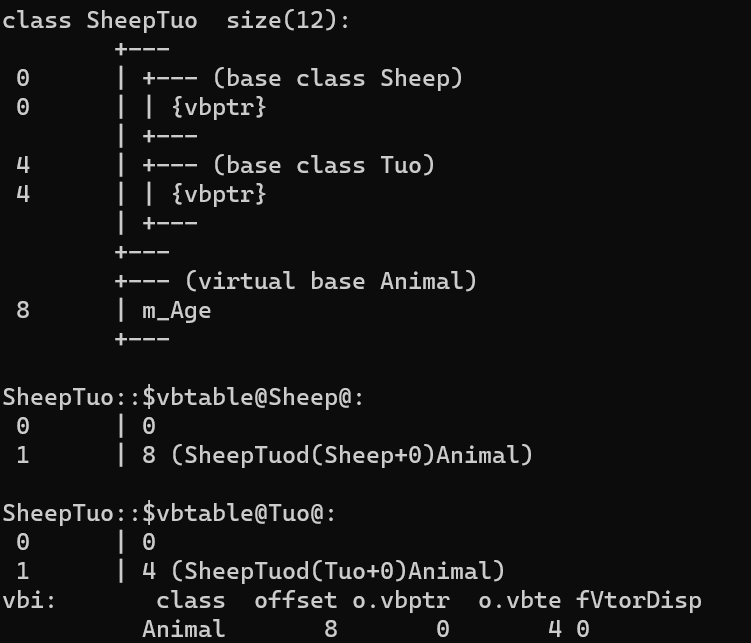 class SheepTuo  size(12):
        +---
 0      | +--- (base class Sheep)
 0      | | {vbptr}
        | +---
 4      | +--- (base class Tuo)
 4      | | {vbptr}
        | +---
        +---
        +--- (virtual base Animal)
 8      | m_Age
        +---
SheepTuo::$vbtable@Sheep@:
 0      | 0
 1      | 8 (SheepTuod(Sheep+0)Animal)
SheepTuo::$vbtable@Tuo@:
 0      | 0
 1      | 4 (SheepTuod(Tuo+0)Animal)
vbi:       class  offset o.vbptr  o.vbte fVtorDisp
          Animal       8       0       4 0